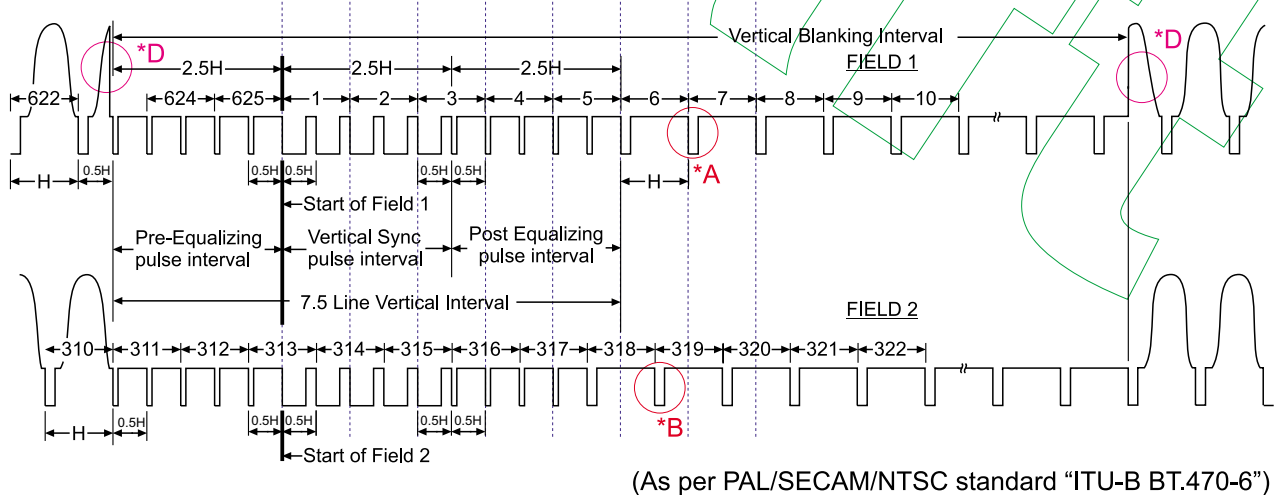 *D
Vertical Blanking Interval
*D
2.5H 2.5H 2.5H
FIELD 1
622 624 625 1 2 3 4 5 6 7 8 9 10
H 0.5H 0.5H 0.5H 0.5H 0.5H H *A
Start of Field 1
Pre-Equalizing pulse interval
Vertical Sync pulse interval
Post Equalizing pulse interval
7.5 Line Vertical Interval
FIELD 2
310 311 312 313 314 315 316 317 318 319 320 321 322
H 0.5H 0.5H 0.5H 0.5H 0.5H *B
Start of Field 2
(As per PAL/SECAM/NTSC standard “ITU-B BT.470-6”)